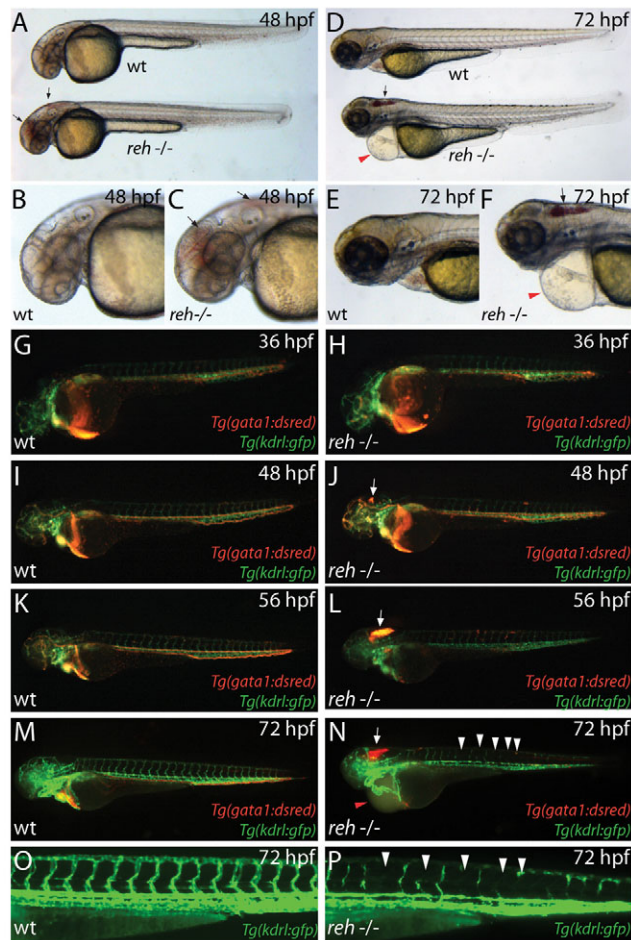 A 48 hpf
wt
reh -/-
D 72 hpf
wt
reh -/-
B 48 hpf
wt
C 48 hpf
reh-/-
E 72 hpf
wt
F 72 hpf
reh -/-
G 36 hpf
Tg(gata1:dsred)
wt Tg(kdrl:gfp)
H 36 hpf
Tg(gata1:dsred)
reh -/- Tg(kdrl:gfp)
I 48 hpf
Tg(gata1:dsred)
wt Tg(kdrl:gfp)
J 48 hpf
Tg(gata1:dsred)
reh -/- Tg(kdrl:gfp)
K 56 hpf
Tg(gata1:dsred)
wt Tg(kdrl:gfp)
L 56 hpf
Tg(gata1:dsred)
reh -/- Tg(kdrl:gfp)
M 72 hpf
Tg(gata1:dsred)
wt Tg(kdrl:gfp)
N 72 hpf
Tg(gata1:dsred)
reh -/- Tg(kdrl:gfp)
O 72 hpf
wt Tg(kdrl:gfp)
P 72 hpf
reh -/- Tg(kdrl:gfp)